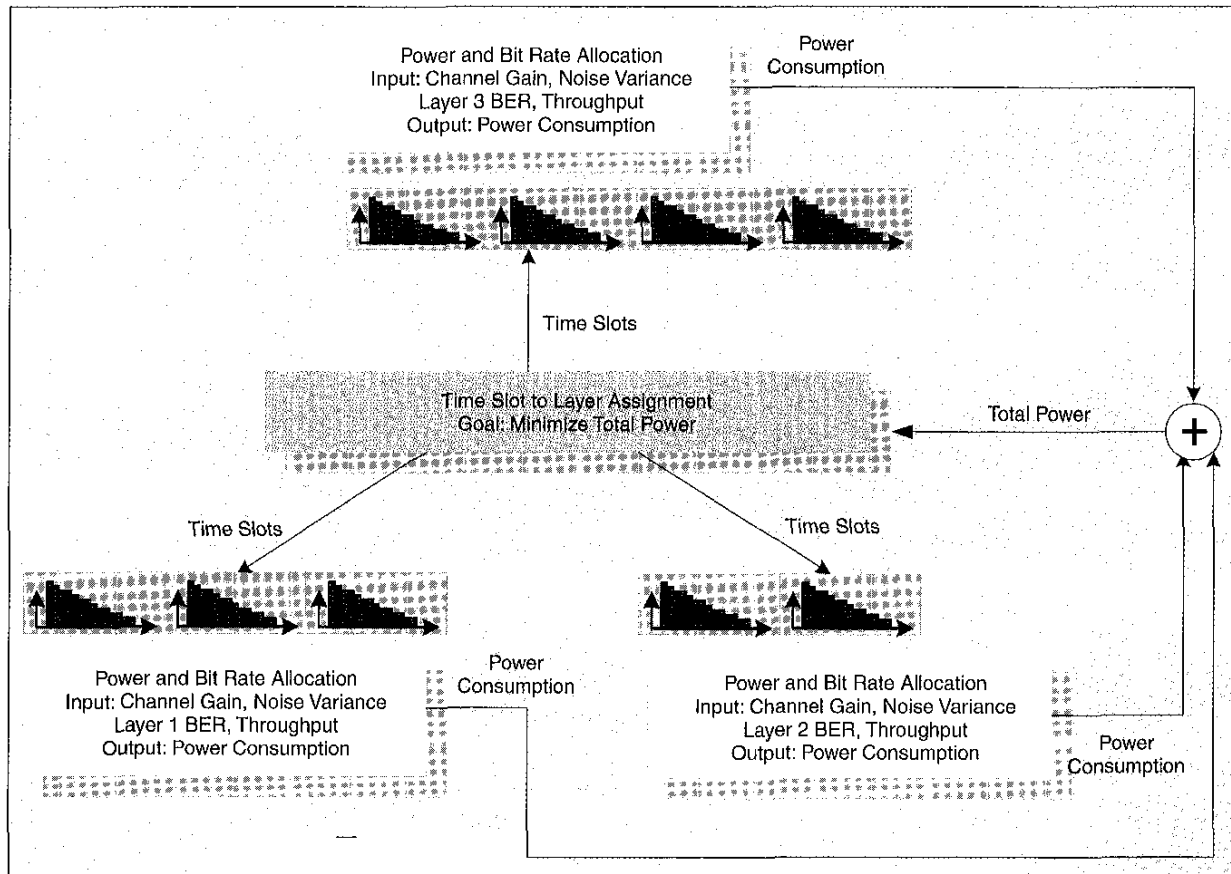 Power and Bit Rate Allocation
Input: Channel Gain, Noise Variance
Layer 3 BER, Throughput
Output: Power Consumption
Power
Consumption
Time Slots
Time Slot to Layer Assignment
Goal: Minimize Total Power
Total Power
+
Time Slots
Time Slots
Power and Bit Rate Allocation
Input: Channel Gain, Noise Variance
Layer 1 BER, Throughput
Output: Power Consumption
Power
Consumption
Power and Bit Rate Allocation
Input: Channel Gain, Noise Variance
Layer 2 BER, Throughput
Output: Power Consumption
Power
Consumption